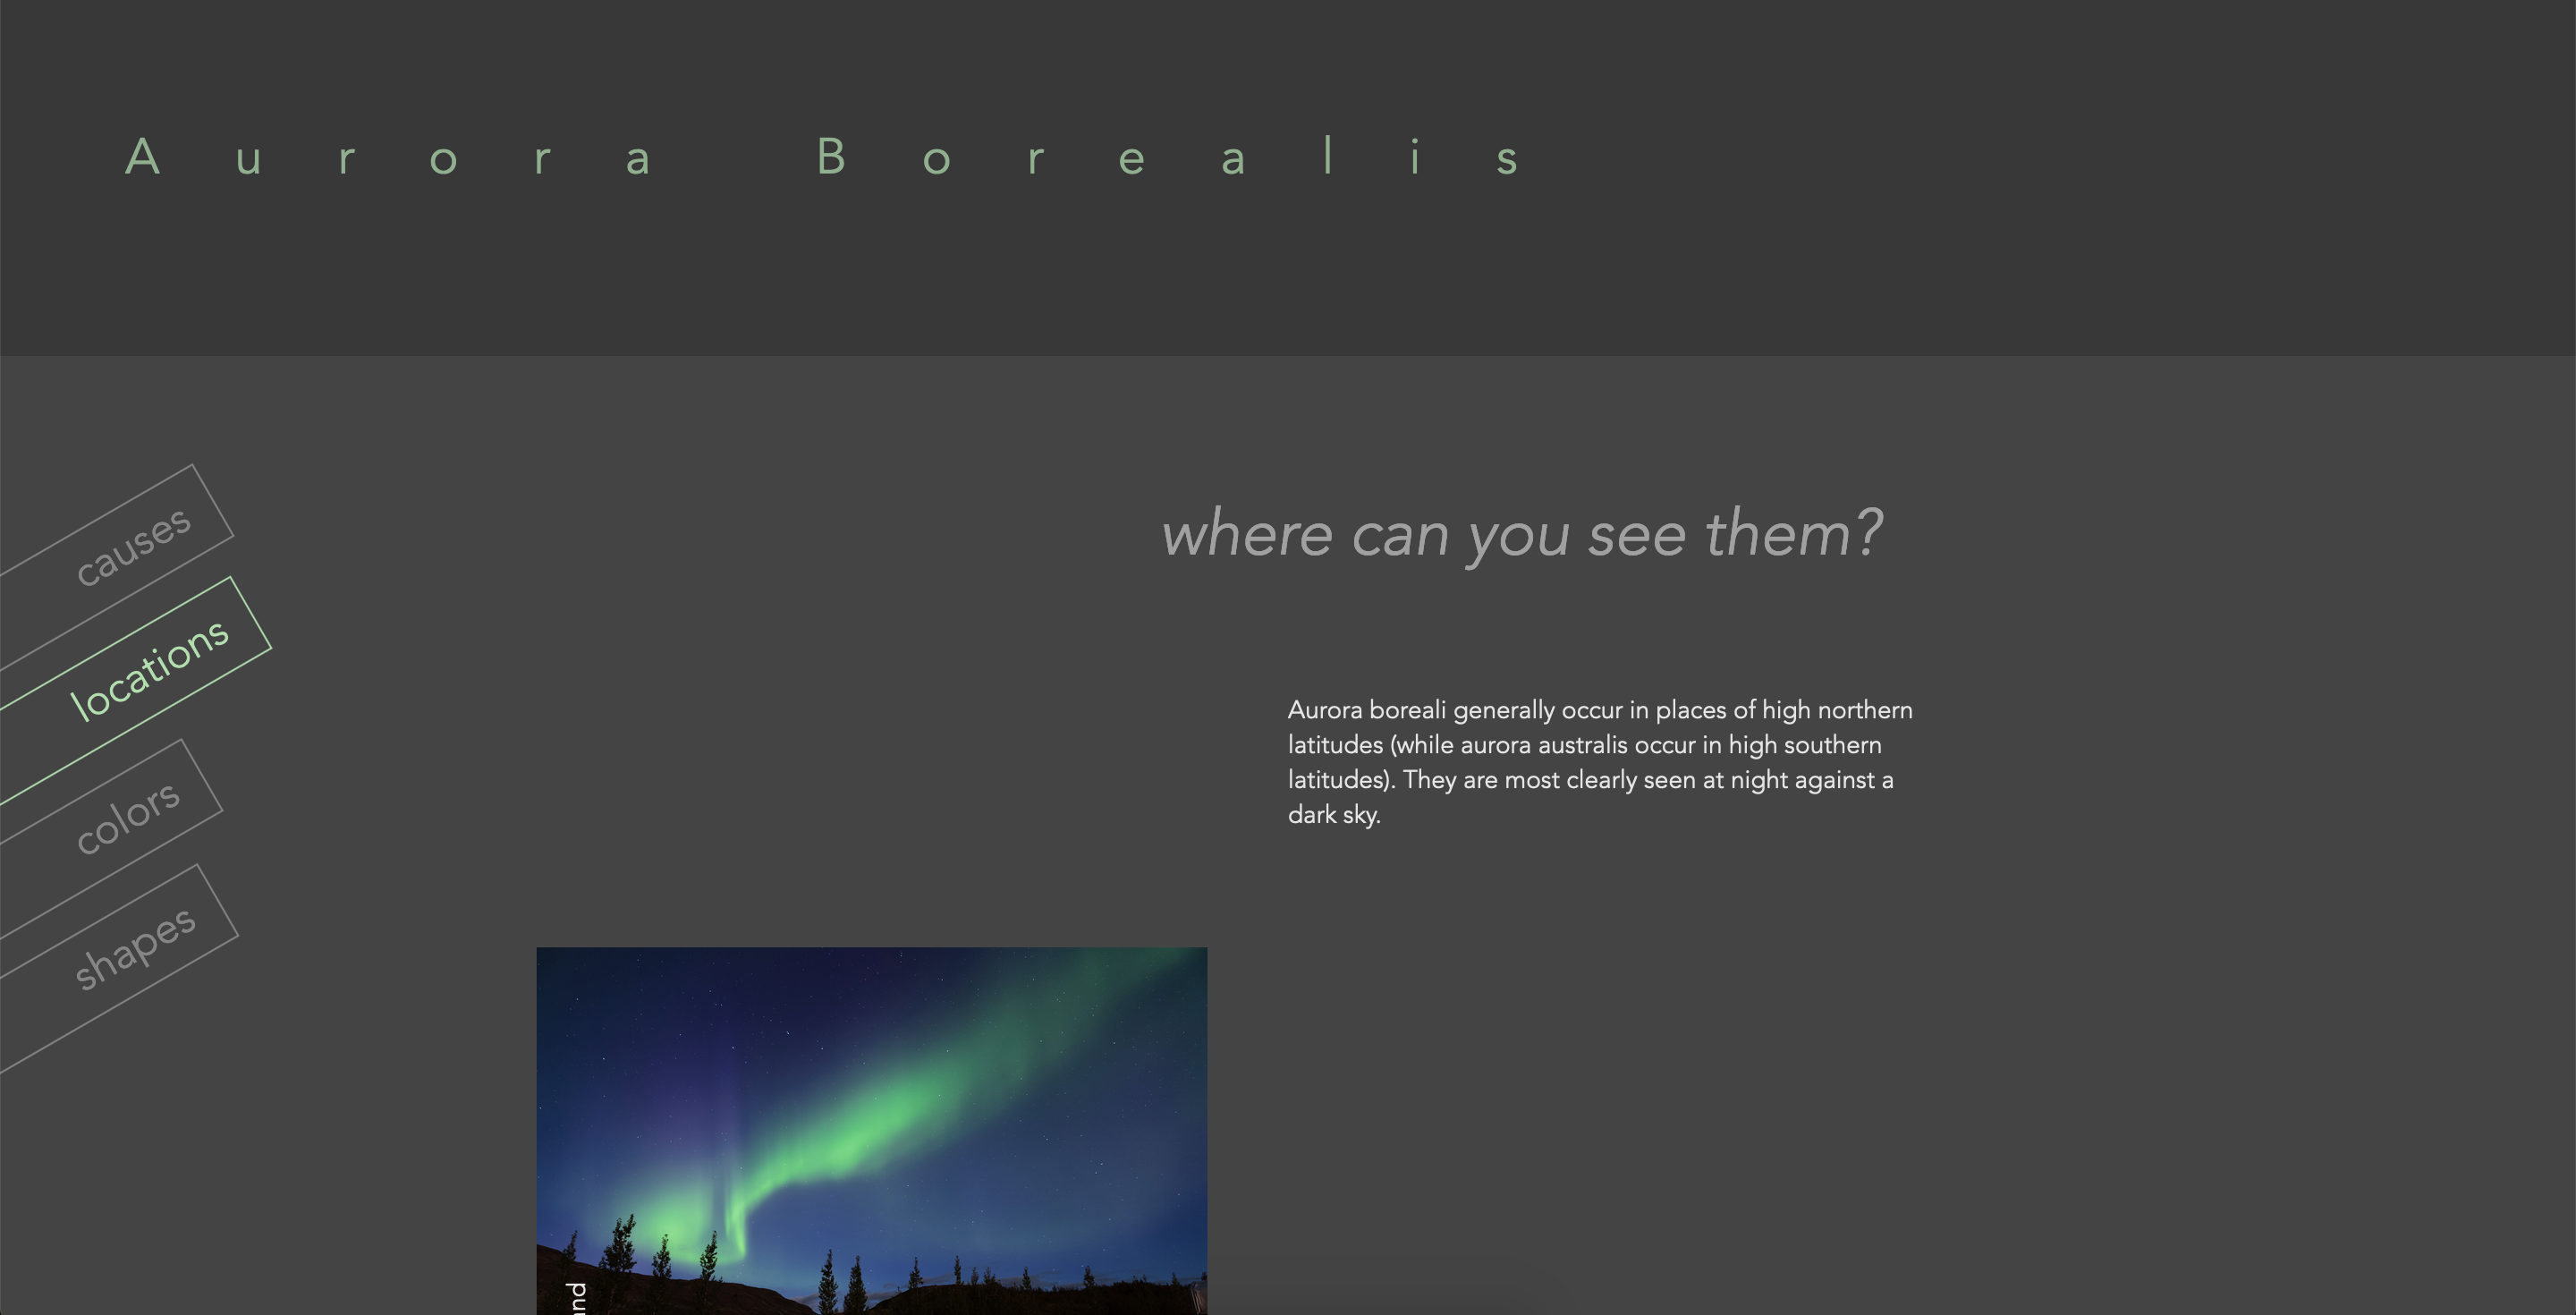 Aurora Borealis
causes
locations
colors
shapes
where can you see them?
Aurora boreali generally occur in places of high northern
latitudes (while aurora australis occur in high southern
latitudes). They are most clearly seen at night against a
dark sky.